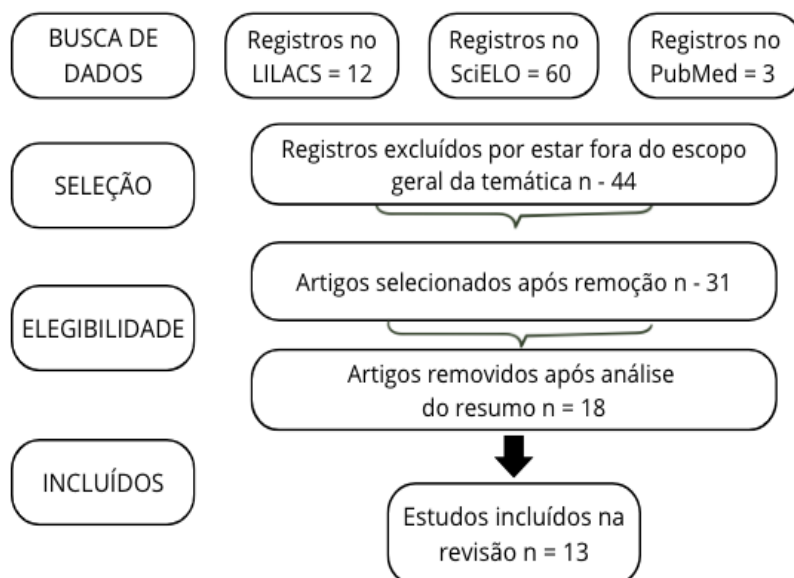 BUSCA DE
DADOS
Registros no
LILACS = 12
Registros no
SciELO = 60
Registros no
PubMed = 3
SELEÇÃO
Registros excluídos por estar fora do escopo
geral da temática n - 44
ELEGIBILIDADE
Artigos selecionados após remoção n - 31
Artigos removidos após análise
do resumo n = 18
INCLUÍDOS
Estudos incluídos na
revisão n = 13